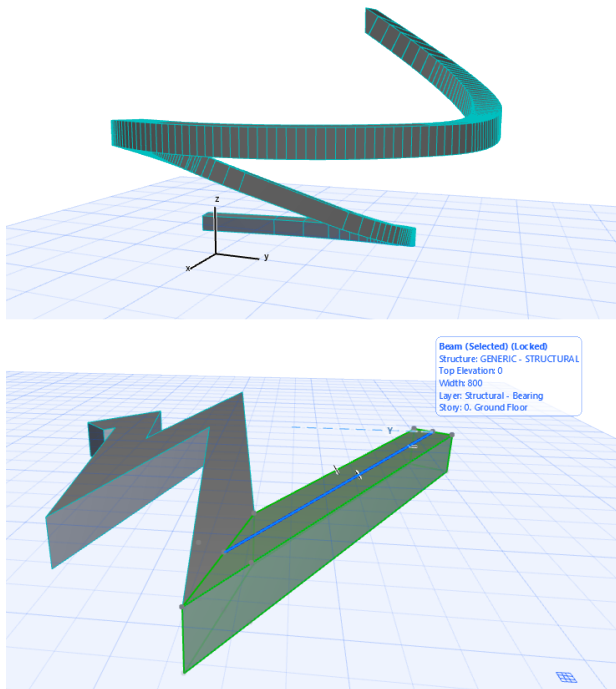 z
x
y
Beam (Selected) (Locked)
Structure: GENERIC - STRUCTURAL
Top Elevation: 0
Width: 800
Layer: Structural - Bearing
Story: 0. Ground Floor
Y